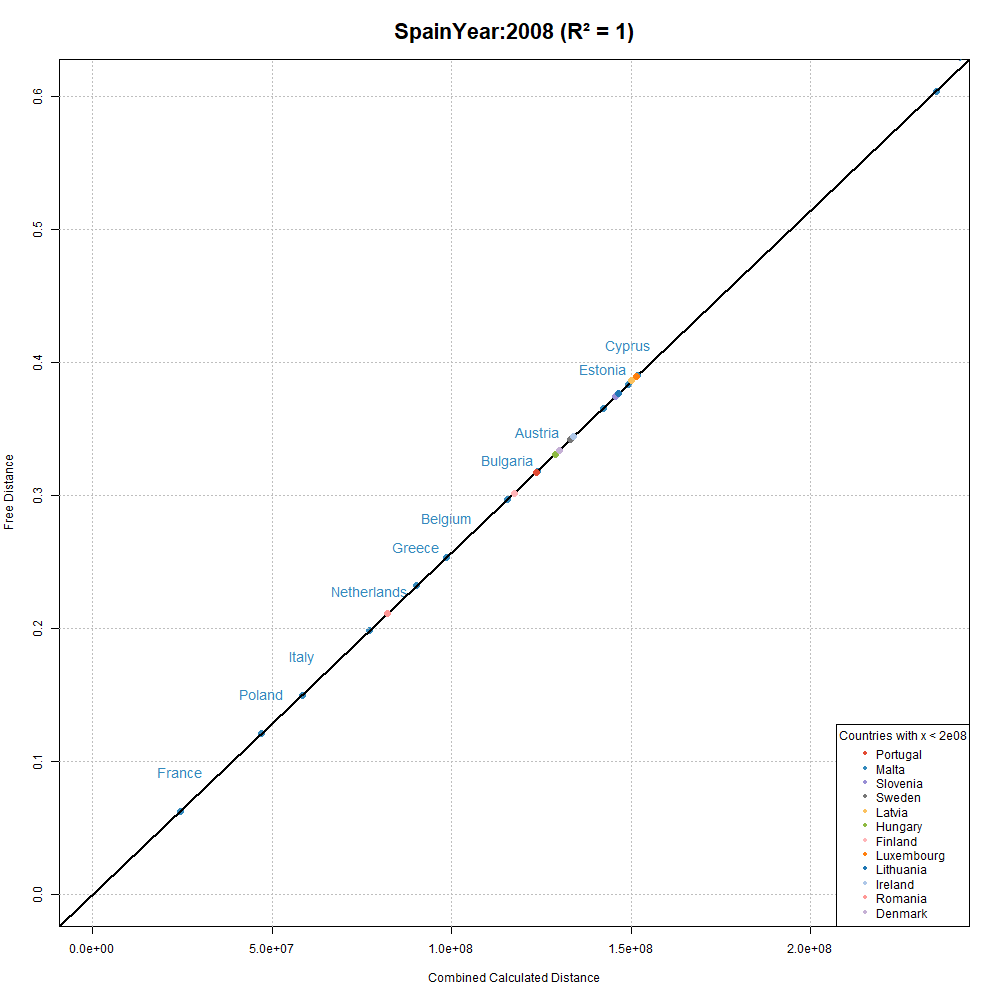 SpainYear:2008 (R² = 1)
Free Distance
0.6
0.5
0.4
0.3
0.2
0.1
0.0
Cyprus
Estonia
Austria
Bulgaria
Belgium
Greece
Netherlands
Italy
Poland
France
Countries with x < 2e08
Portugal
Malta
Slovenia
Sweden
Latvia
Hungary
Finland
Luxembourg
Lithuania
Ireland
Romania
Denmark
0.0e+00 5.0e+07 1.0e+08 1.5e+08 2.0e+08
Combined Calculated Distance